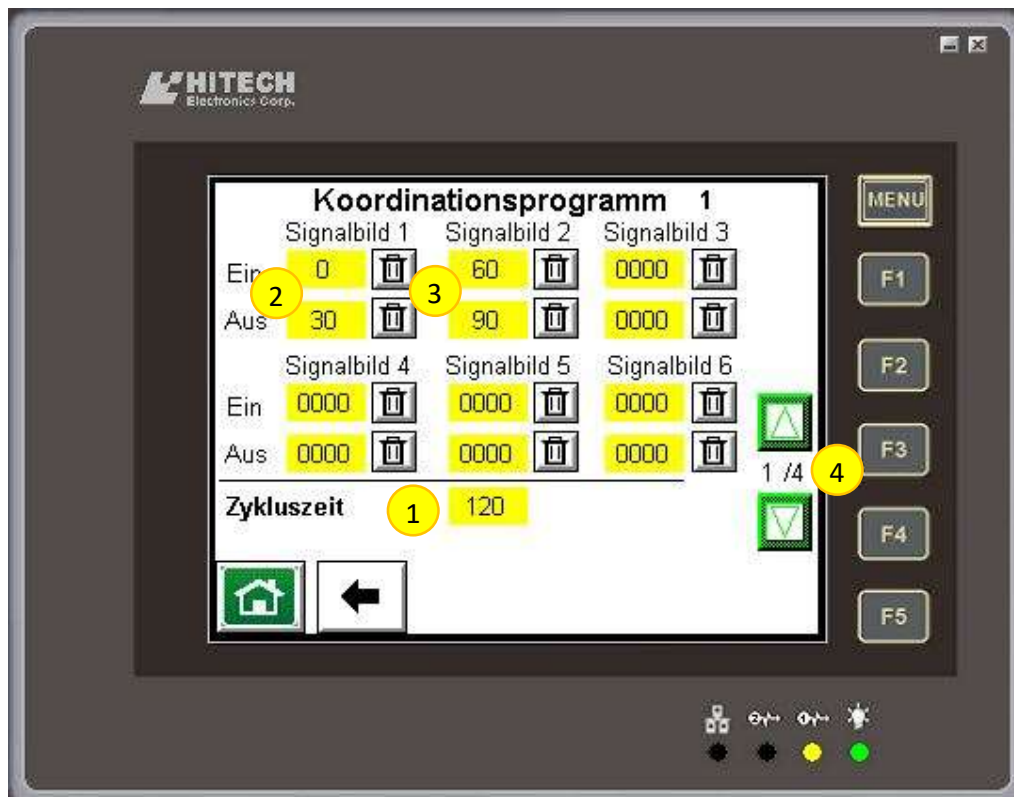 HITECH
Electronics Corp.
Koordinationsprogramm 1
MENU
Signalbild 1 Signalbild 2 Signalbild 3
Ein 0 60 0000
F1
2 3
Aus 30 90 0000
Signalbild 4 Signalbild 5 Signalbild 6
F2
Ein 0000 0000 0000
Aus 0000 0000 0000
F3
1 /4 4
Zykluszeit 1 120
F4
F5